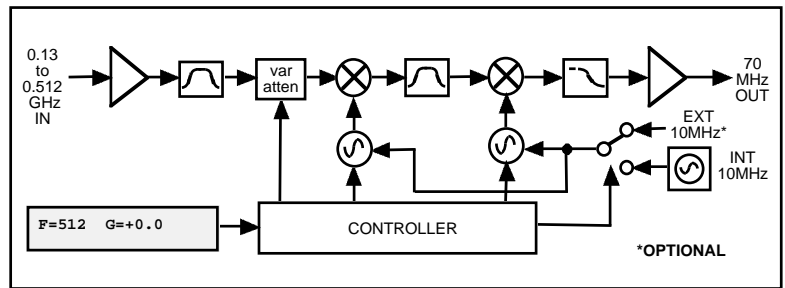 0.13
to
0.512
GHz
IN
var
atten
70
MHz
OUT
EXT
10MHz*
INT
10MHz
F=512 G=+0.0
CONTROLLER
*OPTIONAL